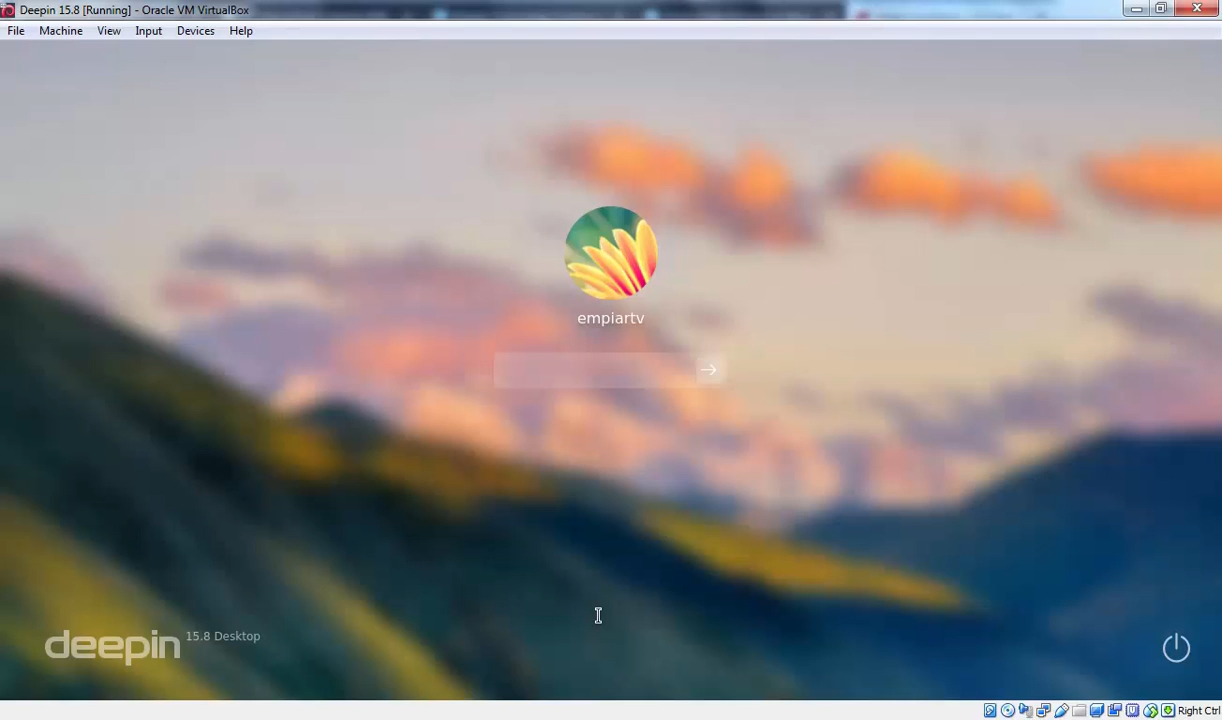 Deepin 15.8 [Running] - Oracle VM VirtualBox
File Machine View Input Devices Help
empiartv
deepin 15.8 Desktop
Right Ctrl